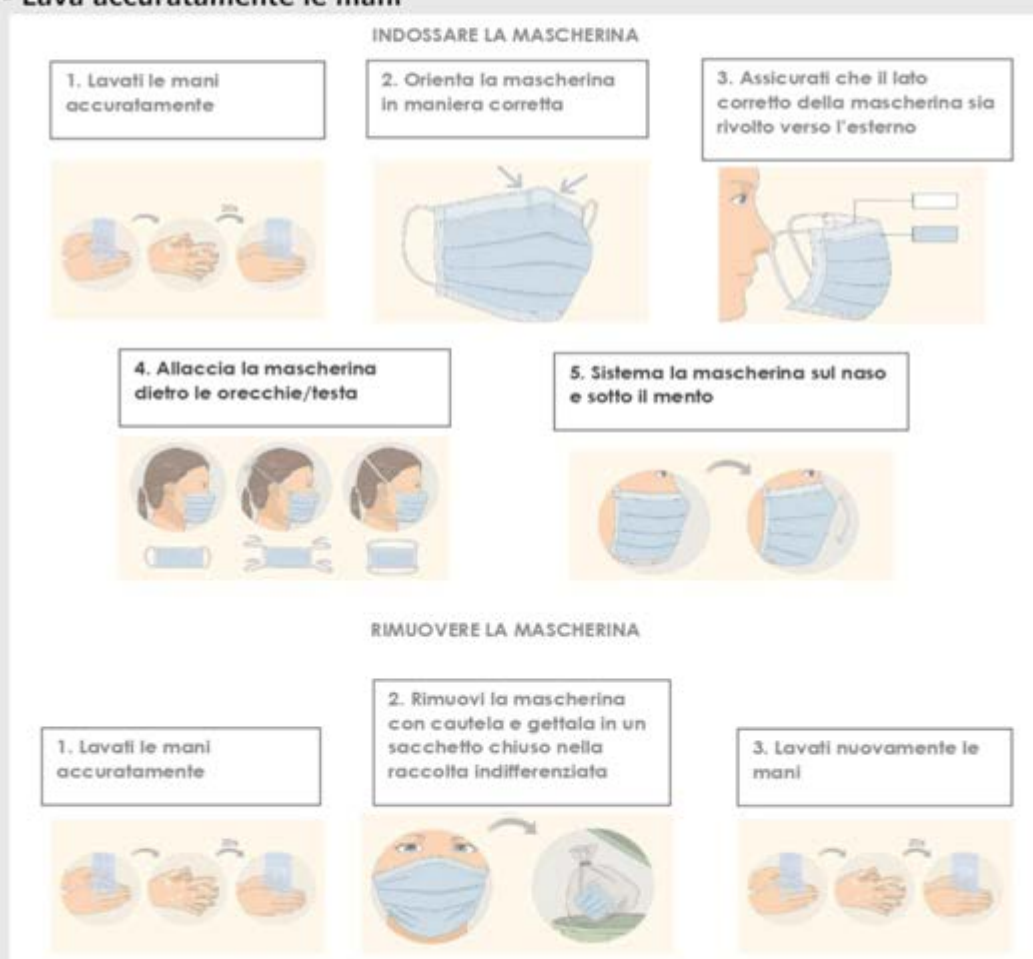 Lava accuratamente le mani
INDOSSARE LA MASCHERINA
1. Lavati le mani
accuratamente
2. Orienta la mascherina
in maniera corretta
3. Assicurati che il lato
corretto della mascherina sia
rivolto verso l'esterno
20s
4. Allaccia la mascherina
dietro le orecchie/testa
5. Sistema la mascherina sul naso
e sotto il mento
RIMUOVERE LA MASCHERINA
1. Lavati le mani
accuratamente
2. Rimuovi la mascherina
con cautela e gettala in un
sacchetto chiuso nella
raccolta indifferenziata
3. Lavati nuovamente le
mani
20s
20s